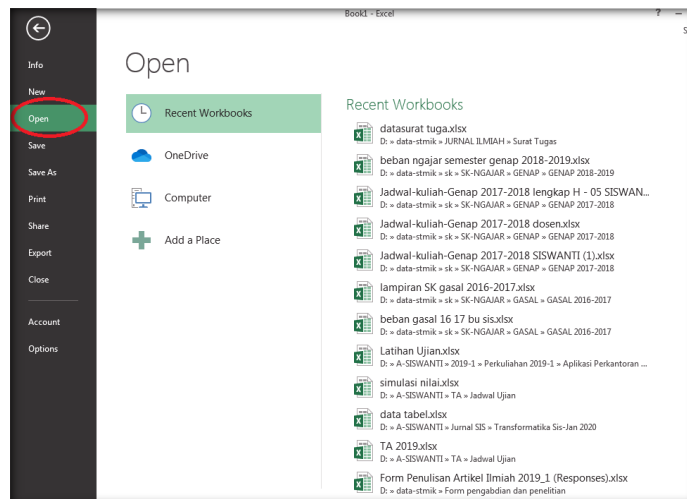 Book1 - Excel
?
Info
New
Open
Save
Save As
Print
Share
Export
Close
Account
Options
Open
Recent Workbooks
OneDrive
Computer
Add a Place
Recent Workbooks
datasurat tuga.xlsx
D: » data-stmik » JURNAL ILMIAH » Surat Tugas
beban ngajar semester genap 2018-2019.xlsx
D: » data-stmik » sk » SK-NGAJAR » GENAP » GENAP 2018-2019
Jadwal-kuliah-Genap 2017-2018 lengkap H - 05 SISWAN...
D: » data-stmik » sk » SK-NGAJAR » GENAP » GENAP 2017-2018
Jadwal-kuliah-Genap 2017-2018 dosen.xlsx
D: » data-stmik » sk » SK-NGAJAR » GENAP » GENAP 2017-2018
Jadwal-kuliah-Genap 2017-2018 SISWANTI (1).xlsx
D: » data-stmik » sk » SK-NGAJAR » GENAP » GENAP 2017-2018
lampiran SK gasal 2016-2017.xlsx
D: » data-stmik » sk » SK-NGAJAR » GASAL » GASAL 2016-2017
beban gasal 16 17 bu sis.xlsx
D: » data-stmik » sk » SK-NGAJAR » GASAL » GASAL 2016-2017
Latihan Ujian.xlsx
D: » A-SISWANTI » 2019-1 » Perkuliahan 2019-1 » Aplikasi Perkantoran ...
simulasi nilai.xlsx
D: » A-SISWANTI » TA » Jadwal Ujian
data tabel.xlsx
D: » A-SISWANTI » Jurnal SIS » Transformatika Sis-Jan 2020
TA 2019.xlsx
D: » A-SISWANTI » TA » Jadwal Ujian
Form Penulisan Artikel Ilmiah 2019_1 (Responses).xlsx
D: » data-stmik » Form pengabdian dan penelitian